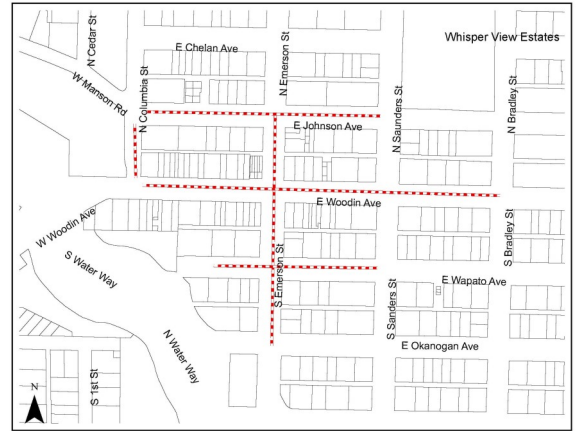 N Cedar St
E Chelan Ave
Whisper View Estates
W Manson Rd
N Columbia St
N Emerson St
N Saunders St
N Bradley St
E Johnson Ave
E Woodin Ave
W Woodin Ave
S Water Way
S Emerson St
S Bradley St
E Wapato Ave
S Sanders St
N Water Way
E Okanogan Ave
S 1st St
N